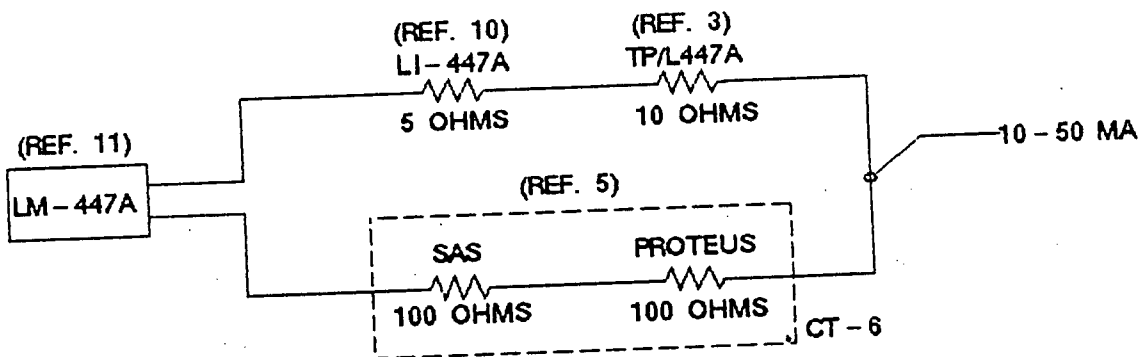 (REF. 10)
LI-447A
5 OHMS
(REF. 3)
TP/L447A
10 OHMS
10-50 MA
(REF. 11)
LM-447A
(REF. 5)
SAS
100 OHMS
PROTEUS
100 OHMS
CT-6